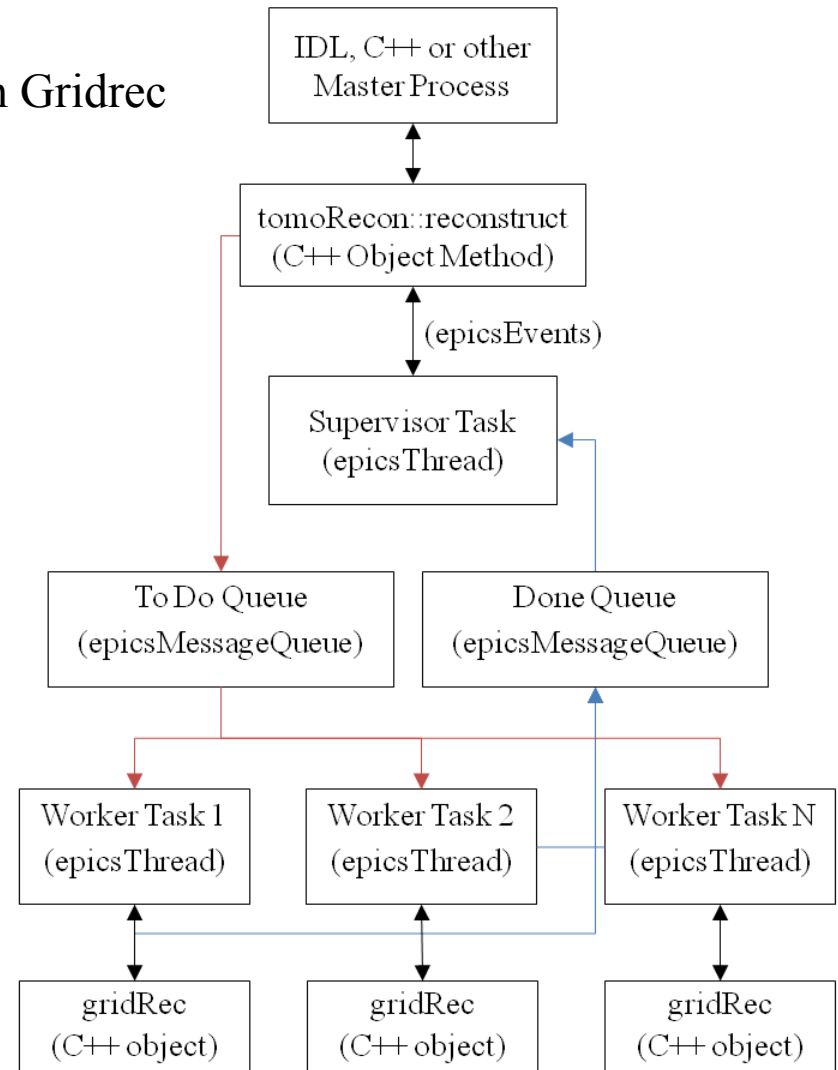 IDL, C++ or other
Master Process
n Gridrec
tomoRecon::reconstruct
(C++ Object Method)
(epicsEvents)
Supervisor Task
(epicsThread)
To Do Queue
(epicsMessageQueue)
Done Queue
(epicsMessageQueue)
Worker Task 1
(epicsThread)
Worker Task 2
(epicsThread)
Worker Task N
(epicsThread)
gridRec
(C++ object)
gridRec
(C++ object)
gridRec
(C++ object)